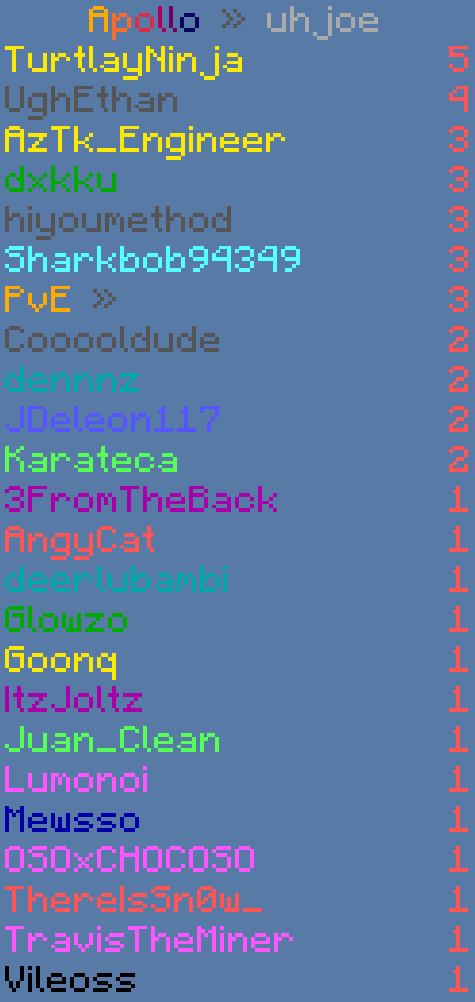 Apollo » uhjoe
TurtlayNinja 5
UghEthan 4
AzTk_Engineer 3
dxkku 3
hiyoumethod 3
Sharkbob94349 3
PvE » 3
Cooooldude 2
dennnz 2
JDeleon117 2
Karateca 2
3FromTheBack 1
AngyCat 1
deerlubambi 1
Glowzo 1
Goonq 1
ItzJoltz 1
Juan_Clean 1
Lumonoi 1
Mewsso 1
OSOxCHOCOSO 1
ThereIsSn0w_ 1
TravisTheMiner 1
Vileoss 1